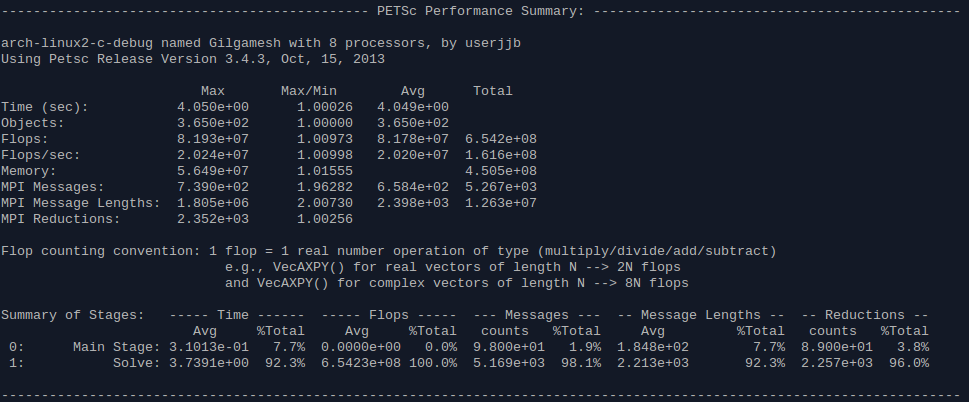 ---------------------------------------------- PETSc Performance Summary: ----------------------------------------------
arch-linux2-c-debug named Gilgamesh with 8 processors, by userjjb
Using Petsc Release Version 3.4.3, Oct, 15, 2013
                         Max       Max/Min        Avg      Total
Time (sec):           4.050e+00      1.00026   4.049e+00
Objects:              3.650e+02      1.00000   3.650e+02
Flops:                8.193e+07      1.00973   8.178e+07  6.542e+08
Flops/sec:            2.024e+07      1.00998   2.020e+07  1.616e+08
Memory:               5.649e+07      1.01555              4.505e+08
MPI Messages:         7.390e+02      1.96282   6.584e+02  5.267e+03
MPI Message Lengths:  1.805e+06      2.00730   2.398e+03  1.263e+07
MPI Reductions:       2.352e+03      1.00256
Flop counting convention: 1 flop = 1 real number operation of type (multiply/divide/add/subtract)
                            e.g., VecAXPY() for real vectors of length N --> 2N flops
                            and VecAXPY() for complex vectors of length N --> 8N flops
Summary of Stages:   ----- Time ------  ----- Flops -----  --- Messages ---  -- Message Lengths --  -- Reductions --
                        Avg     %Total     Avg     %Total   counts   %Total     Avg         %Total   counts   %Total
 0:      Main Stage: 3.1013e-01   7.7%  0.0000e+00   0.0%  9.800e+01   1.9%  1.848e+02        7.7%  8.900e+01   3.8%
 1:           Solve: 3.7391e+00  92.3%  6.5423e+08 100.0%  5.169e+03  98.1%  2.213e+03       92.3%  2.257e+03  96.0%
------------------------------------------------------------------------------------------------------------------------